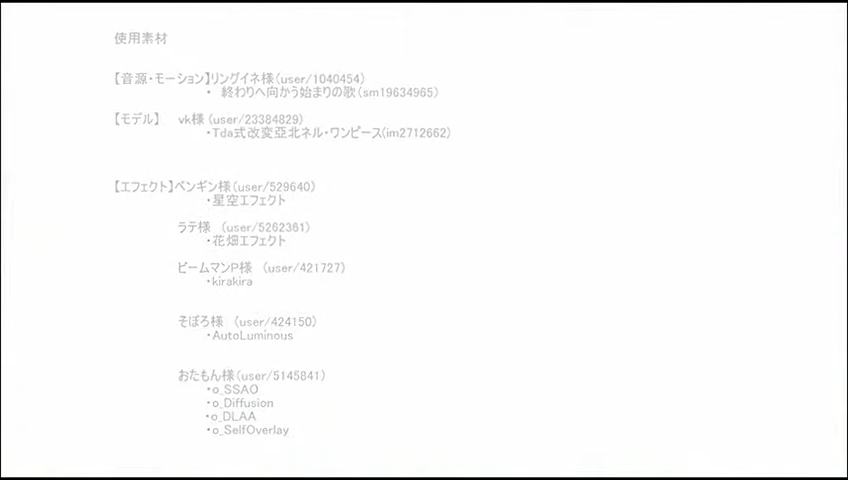 使用素材
【音源・モーション】リングイネ様(user/1040454)
・ 終わりへ向かう始まりの歌(sm19634965)
【モデル】 vk様(user/23384829)
・Tda式改変亞北ネル・ワンピース(im2712662)
【エフェクト】ペンギン様(user/529640)
・星空エフェクト
ラテ様 (user/5262361)
・花畑エフェクト
ビームマンP様 (user/421727)
・kirakira
そぼろ様 (user/424150)
・AutoLuminous
おたもん様(user/5145841)
・o_SSAO
・o_Diffusion
・o_DLAA
・o_SelfOverlay